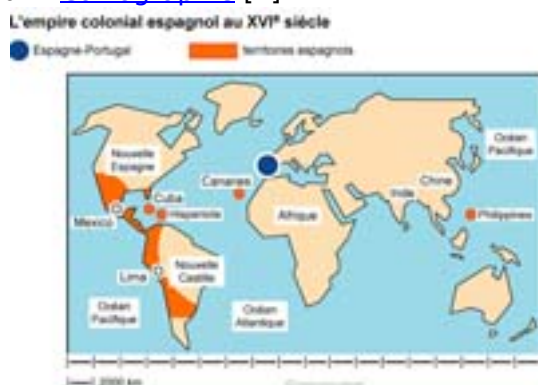 L'empire colonial espagnol au XVIe siècle
Espagne-Portugal
territoires espagnols
Nouvelle
Espagne
Océan
Pacifique
Canaries
Chine
Inde
Cuba
Hispaniola
Mexico
Afrique
Philippines
Lima
Nouvelle
Castille
Océan
Pacifique
Océan
Atlantique
2000 km